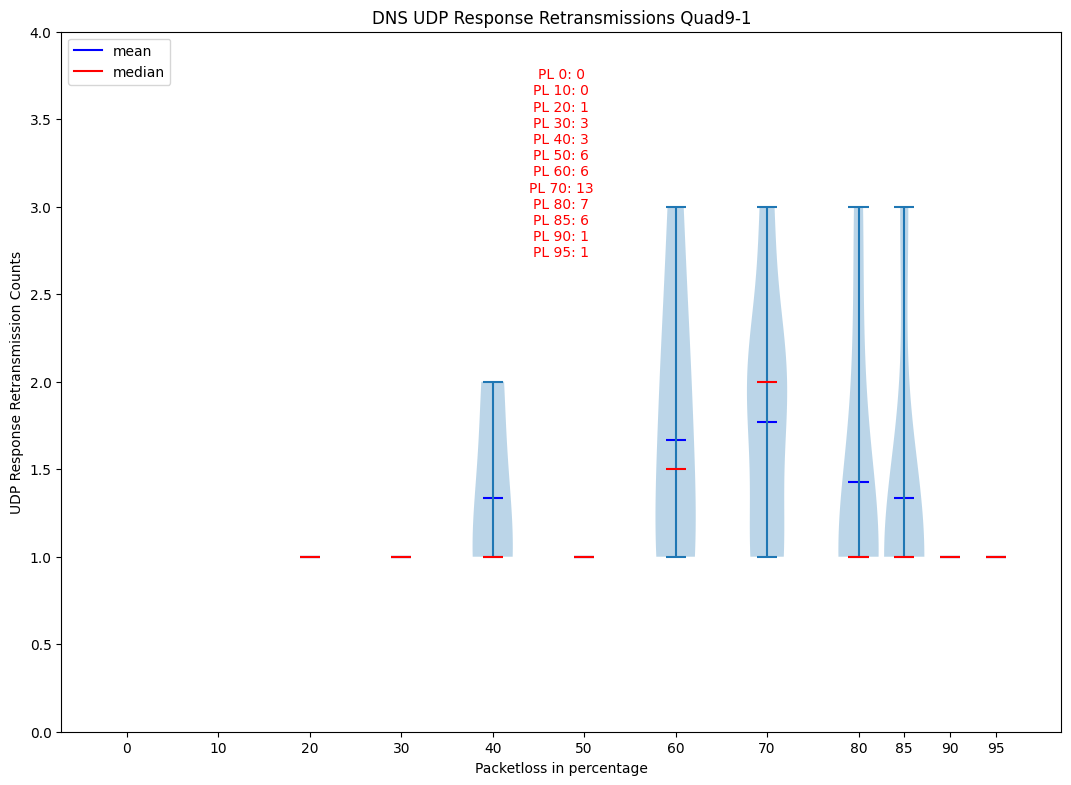 DNS UDP Response Retransmissions Quad9-1
mean
median
PL 0: 0
PL 10: 0
PL 20: 1
PL 30: 3
PL 40: 3
PL 50: 6
PL 60: 6
PL 70: 13
PL 80: 7
PL 85: 6
PL 90: 1
PL 95: 1
UDP Response Retransmission Counts
4.0
3.5
3.0
2.5
2.0
1.5
1.0
0.5
0.0
0 10 20 30 40 50 60 70 80 85 90 95
Packetloss in percentage